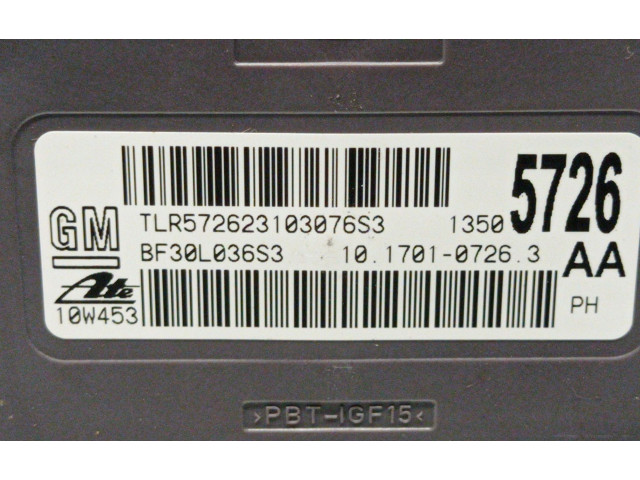 GM
TLR572623103076S3 1350 5726
BF30L036S3 10.1701-0726.3 AA
Ate
10W453 PH
>PBT-IGF15<